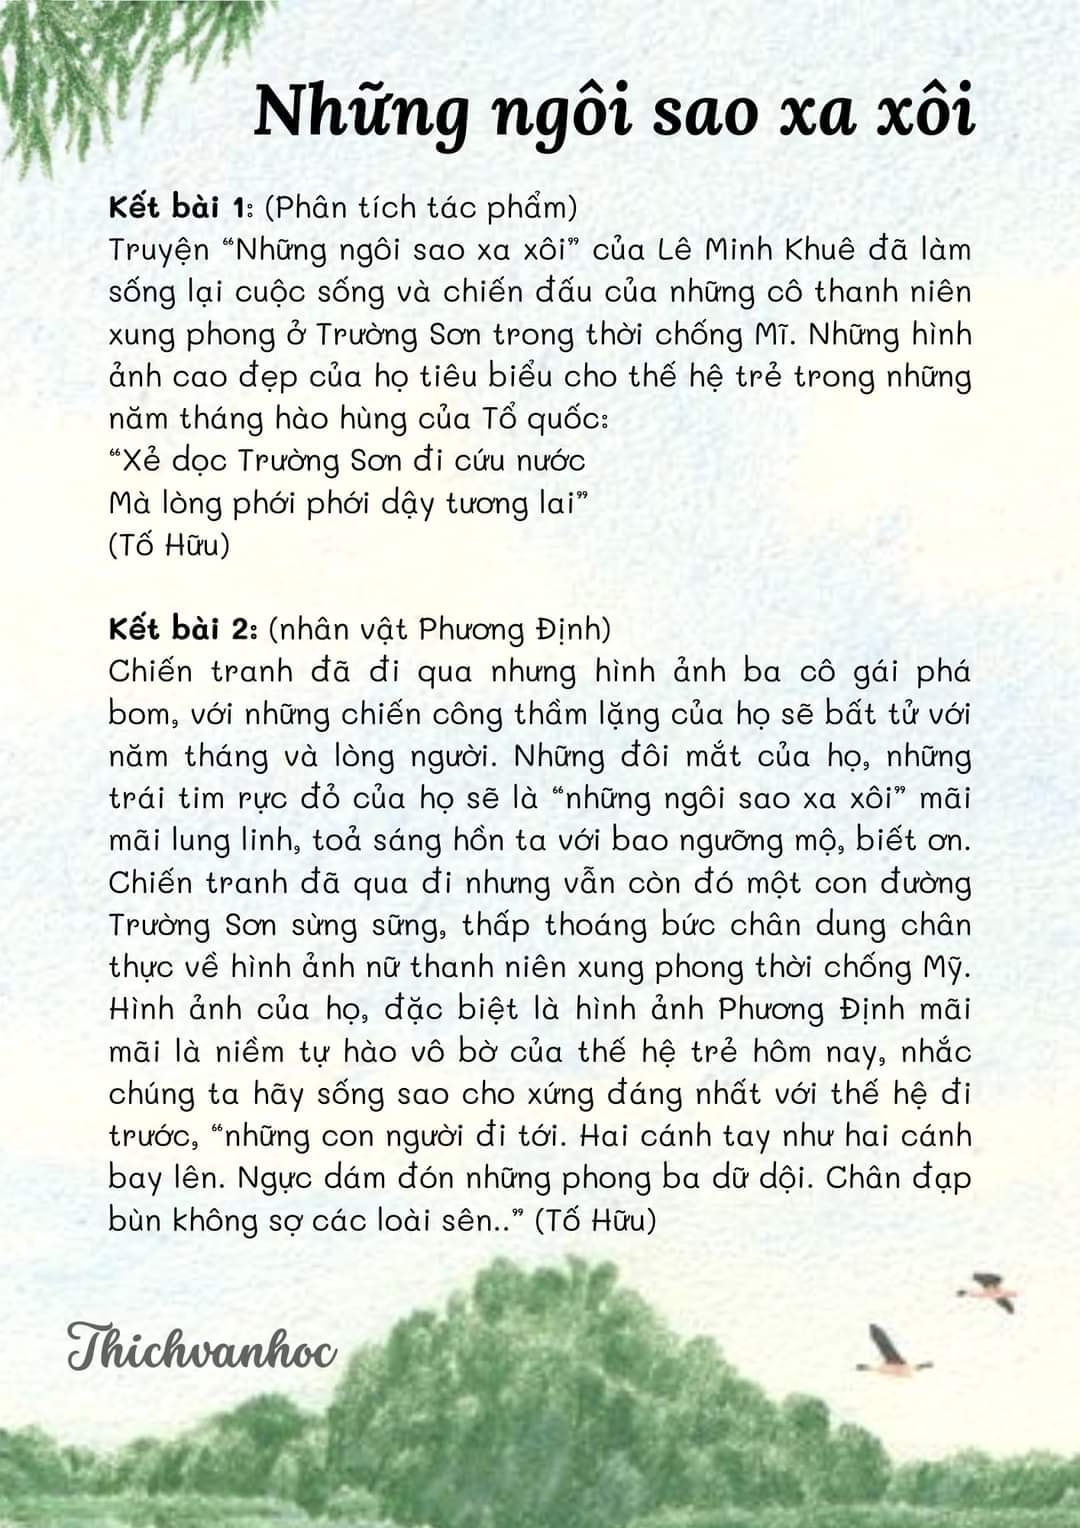 Những ngôi sao xa xôi
Kết bài 1: (Phân tích tác phẩm)
Truyện “Những ngôi sao xa xôi” của Lê Minh Khuê đã làm
sống lại cuộc sống và chiến đấu của những cô thanh niên
xung phong ở Trường Sơn trong thời chống Mĩ. Những hình
ảnh cao đẹp của họ tiêu biểu cho thế hệ trẻ trong những
năm tháng hào hùng của Tổ quốc:
“Xẻ dọc Trường Sơn đi cứu nước
Mà lòng phới phới dậy tương lai”
(Tố Hữu)
Kết bài 2: (nhân vật Phương Định)
Chiến tranh đã đi qua nhưng hình ảnh ba cô gái phá
bom, với những chiến công thầm lặng của họ sẽ bất tử với
năm tháng và lòng người. Những đôi mắt của họ, những
trái tim rực đỏ của họ sẽ là “những ngôi sao xa xôi” mãi
mãi lung linh, toả sáng hồn ta với bao ngưỡng mộ, biết ơn.
Chiến tranh đã qua đi nhưng vẫn còn đó một con đường
Trường Sơn sừng sững, thấp thoáng bức chân dung chân
thực về hình ảnh nữ thanh niên xung phong thời chống Mỹ.
Hình ảnh của họ, đặc biệt là hình ảnh Phương Định mãi
mãi là niềm tự hào vô bờ của thế hệ trẻ hôm nay, nhắc
chúng ta hãy sống sao cho xứng đáng nhất với thế hệ đi
trước, “những con người đi tới. Hai cánh tay như hai cánh
bay lên. Ngực dám đón những phong ba dữ dội. Chân đạp
bùn không sợ các loài sên..” (Tố Hữu)
Thichvanhoc